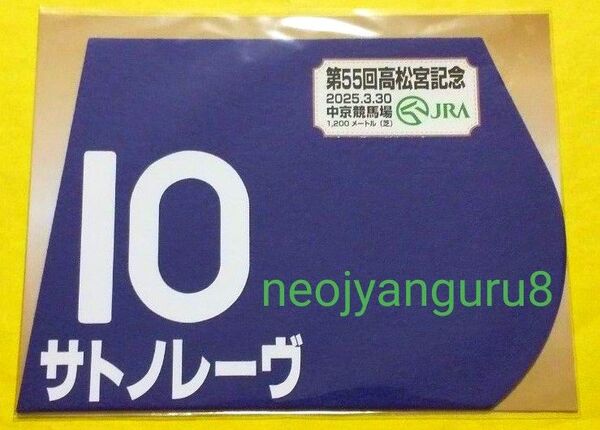 第55回高松宮記念
2025.3.30
中京競馬場
1,200メートル(芝)
JRA
10
neojyanguru8
サトノレーヴ